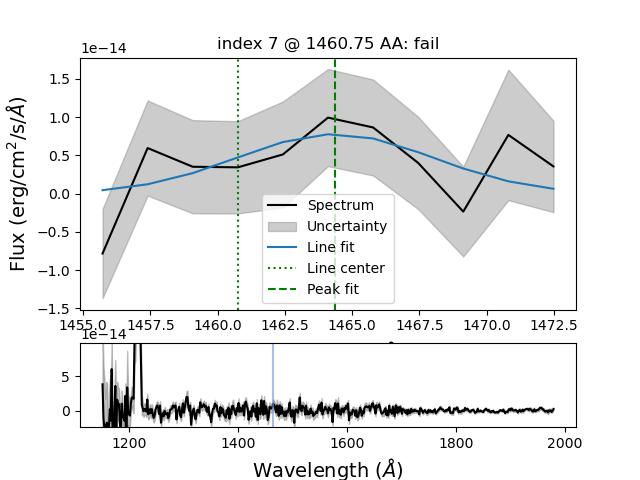 index 7 @ 1460.75 AA: fail
1e−14
1.5
1.0
0.5
0.0
−0.5
−1.0
−1.5
Flux (erg/cm²/s/Å)
Spectrum
Uncertainty
Line fit
Line center
Peak fit
1455.0 1457.5 1460.0 1462.5 1465.0 1467.5 1470.0 1472.5
1e−14
5
0
1200 1400 1600 1800 2000
Wavelength (Å)